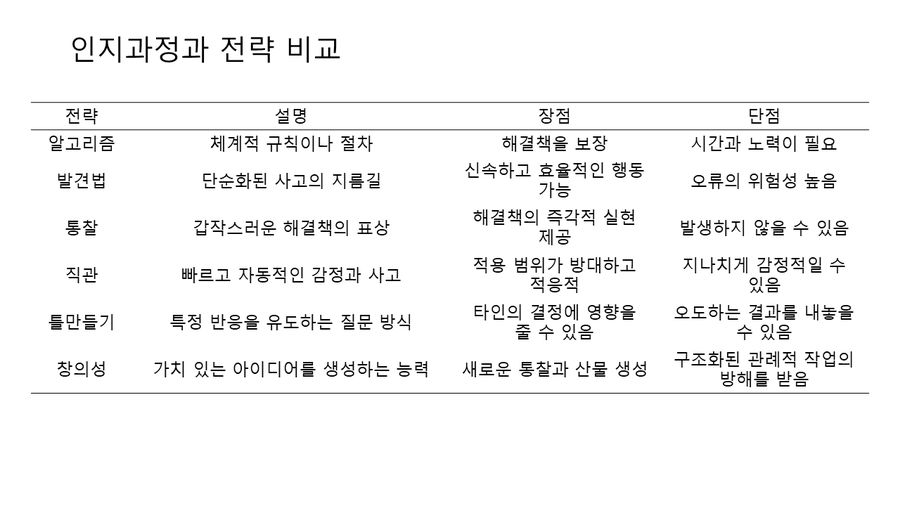 인지과정과 전략 비교
전략 설명 장점 단점
알고리즘 체계적 규칙이나 절차 해결책을 보장 시간과 노력이 필요
발견법 단순화된 사고의 지름길 신속하고 효율적인 행동 가능 오류의 위험성 높음
통찰 갑작스러운 해결책의 표상 해결책의 즉각적 실현 제공 발생하지 않을 수 있음
직관 빠르고 자동적인 감정과 사고 적용 범위가 방대하고 적응적 지나치게 감정적일 수 있음
틀만들기 특정 반응을 유도하는 질문 방식 타인의 결정에 영향을 줄 수 있음 오도하는 결과를 내놓을 수 있음
창의성 가치 있는 아이디어를 생성하는 능력 새로운 통찰과 산물 생성 구조화된 관례적 작업의 방해를 받음